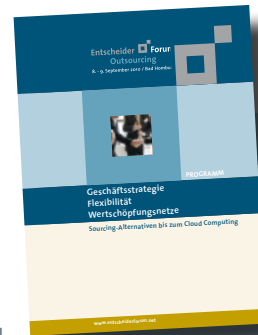 Entscheider Forum
Outsourcing
8. - 9. September 2010 / Bad Homburg
PROGRAMM
Geschäftsstrategie
Flexibilität
Wertschöpfungsnetze
Sourcing-Alternativen bis zum Cloud Computing
www.entscheiderforum.net